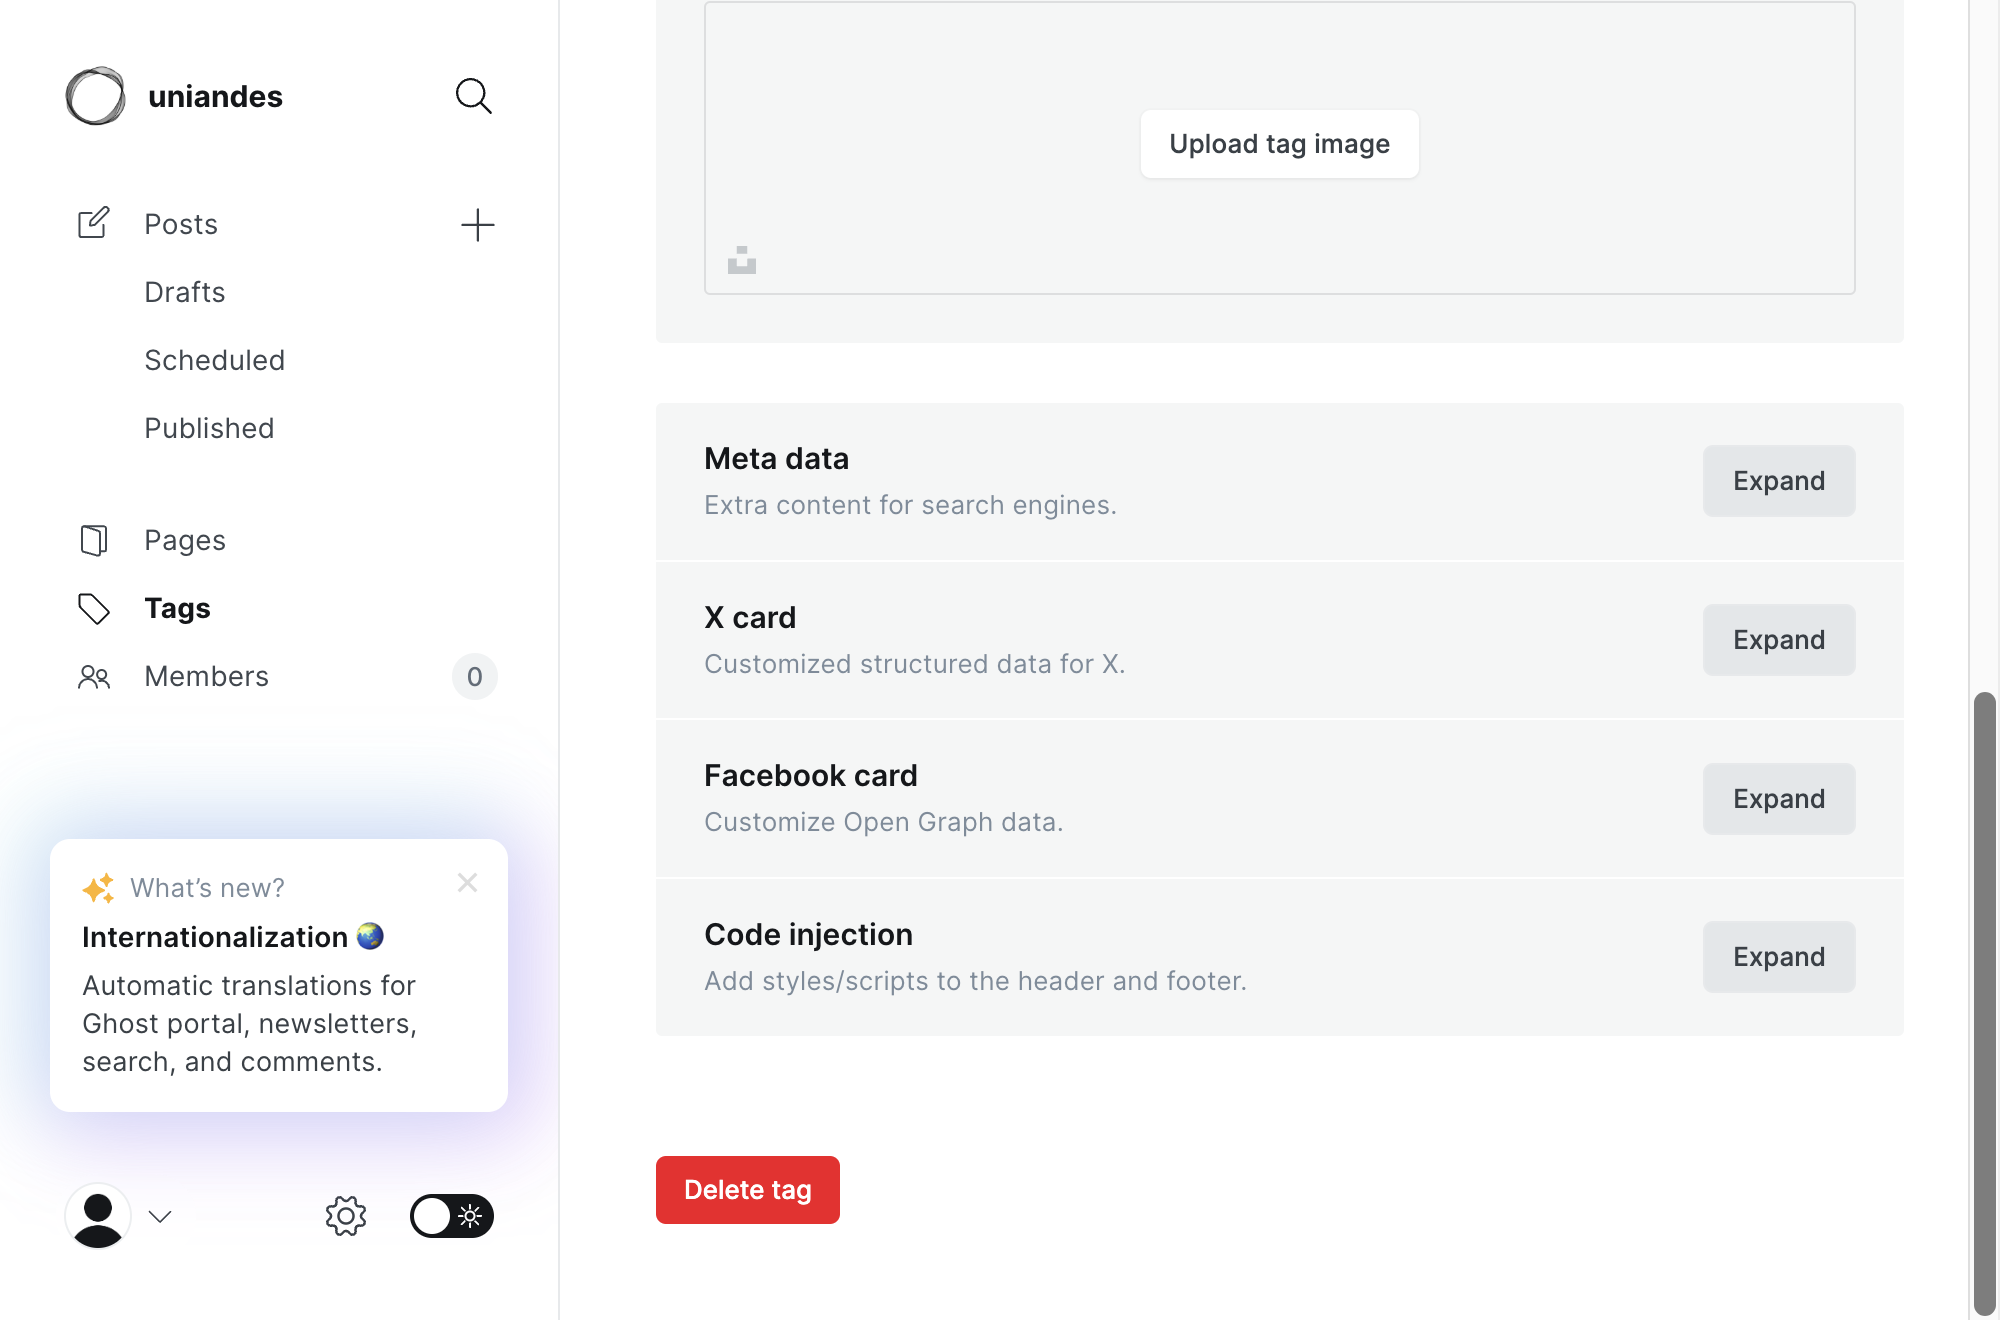 uniandes
Posts
Drafts
Scheduled
Published
Pages
Tags
Members
0
What’s new?
Internationalization 🌏
Automatic translations for
Ghost portal, newsletters,
search, and comments.
Upload tag image
Meta data
Extra content for search engines.
Expand
X card
Customized structured data for X.
Expand
Facebook card
Customize Open Graph data.
Expand
Code injection
Add styles/scripts to the header and footer.
Expand
Delete tag